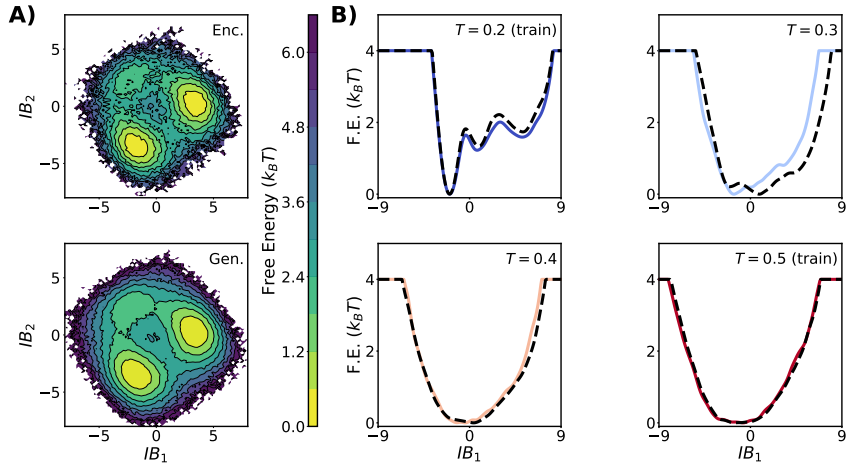 A)
Enc.
5
0
−5
IB2
−5
0
5
Gen.
5
0
−5
IB2
−5
0
5
IB1
6.0
4.8
3.6
2.4
1.2
0.0
Free Energy (kBT)
B)
T = 0.2 (train)
4
2
0
F.E. (kBT)
−9
0
9
T = 0.3
4
2
0
−9
0
9
T = 0.4
4
2
0
F.E. (kBT)
−9
0
9
IB1
T = 0.5 (train)
4
2
0
−9
0
9
IB1